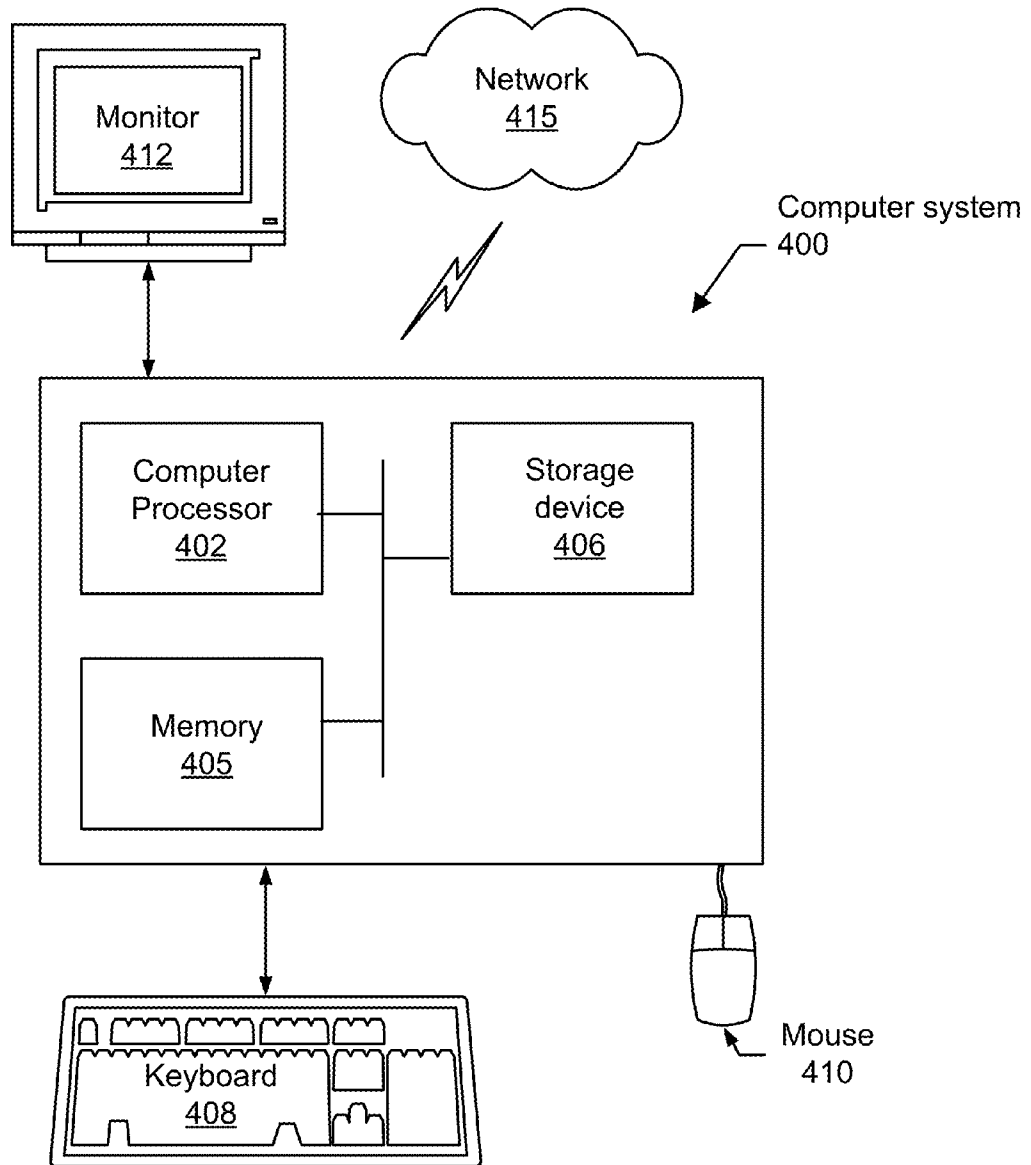 Monitor
412
Network
415
Computer system
400
Computer
Processor
402
Storage
device
406
Memory
405
Keyboard
408
Mouse
410